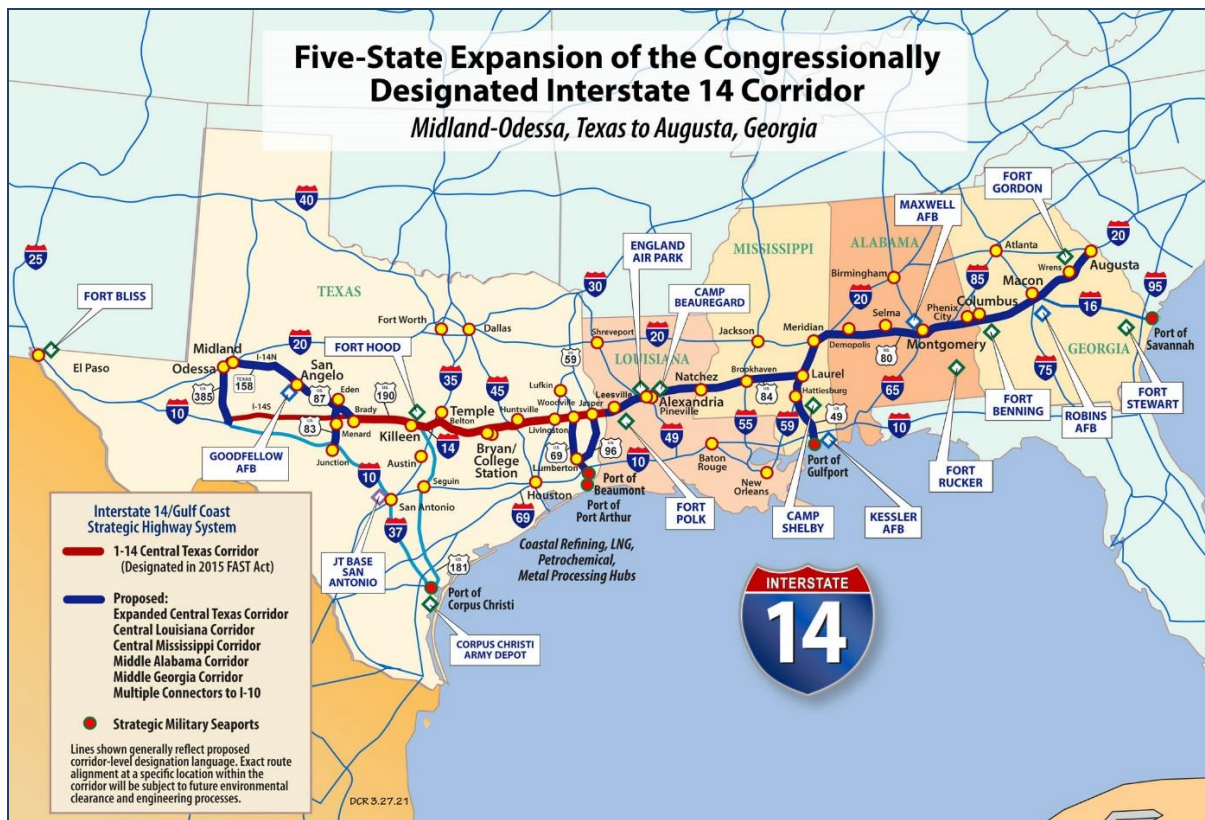 Five-State Expansion of the Congressionally
Designated Interstate 14 Corridor
Midland-Odessa, Texas to Augusta, Georgia
FORT
GORDON
MAXWELL
AFB
40
25
20
ENGLAND
AIR PARK
MISSISSIPPI
ALABAMA
Atlanta
Augusta
30
CAMP
BEAUREGARD
Birmingham
85
Wrens
Macon
95
FORT BLISS
TEXAS
20
Columbus
16
Fort Worth
Dallas
Shreveport
20
Jackson
Meridian
Selma
Phenix
City
Port of
Savannah
El Paso
Midland
Odessa
I-14N
20
FORT HOOD
US
59
LOUISIANA
Demopolis
US
80
Montgomery
GEORGIA
TEXAS
158
San
Angelo
35
45
Lufkin
Natchez
Brookhaven
Laurel
75
US
385
Eden
US
190
Leesville
Alexandria
Pineville
US
84
Hattiesburg
65
US
87
Brady
Temple
Belton
Huntsville
Woodville
Jasper
Livingston
FORT
BENNING
ROBINS
AFB
FORT
STEWART
10
I-14S
US
83
Menard
Killeen
14
Bryan/
College
Station
49
55
59
US
49
10
GOODFELLOW
AFB
Junction
Austin
US
69
US
96
10
Baton
Rouge
Port of
Gulfport
10
Lumberton
Seguin
Houston
Port of
Beaumont
New
Orleans
FORT
RUCKER
San Antonio
69
Port of
Port Arthur
FORT
POLK
CAMP
SHELBY
KESSLER
AFB
37
JT BASE
SAN
ANTONIO
US
181
Coastal Refining, LNG,
Petrochemical,
Metal Processing Hubs
Port of
Corpus Christi
CORPUS CHRISTI
ARMY DEPOT
INTERSTATE
14
Interstate 14/Gulf Coast
Strategic Highway System
1-14 Central Texas Corridor
(Designated in 2015 FAST Act)
Proposed:
Expanded Central Texas Corridor
Central Louisiana Corridor
Central Mississippi Corridor
Middle Alabama Corridor
Middle Georgia Corridor
Multiple Connectors to I-10
Strategic Military Seaports
Lines shown generally reflect proposed
corridor-level designation language. Exact route
alignment at a specific location within the
corridor will be subject to future environmental
clearance and engineering processes.
DCR 3.27.21